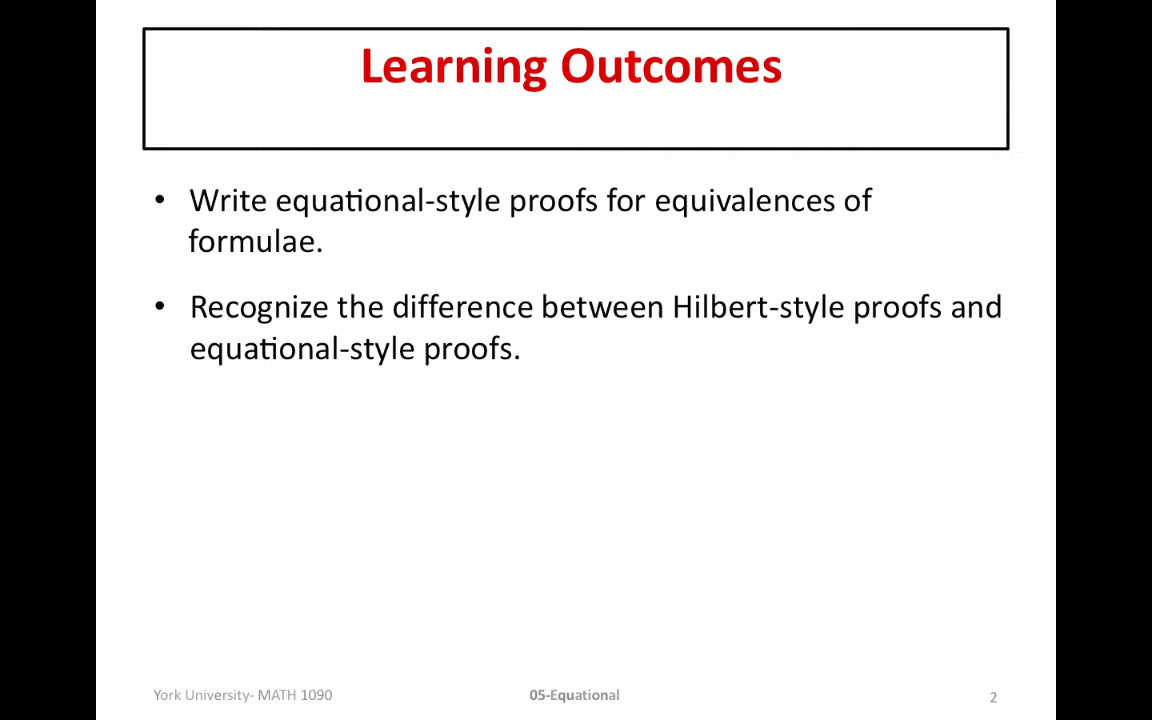 Learning Outcomes
• Write equational-style proofs for equivalences of
formulae.
• Recognize the difference between Hilbert-style proofs and
equational-style proofs.
York University- MATH 1090
05-Equational
2